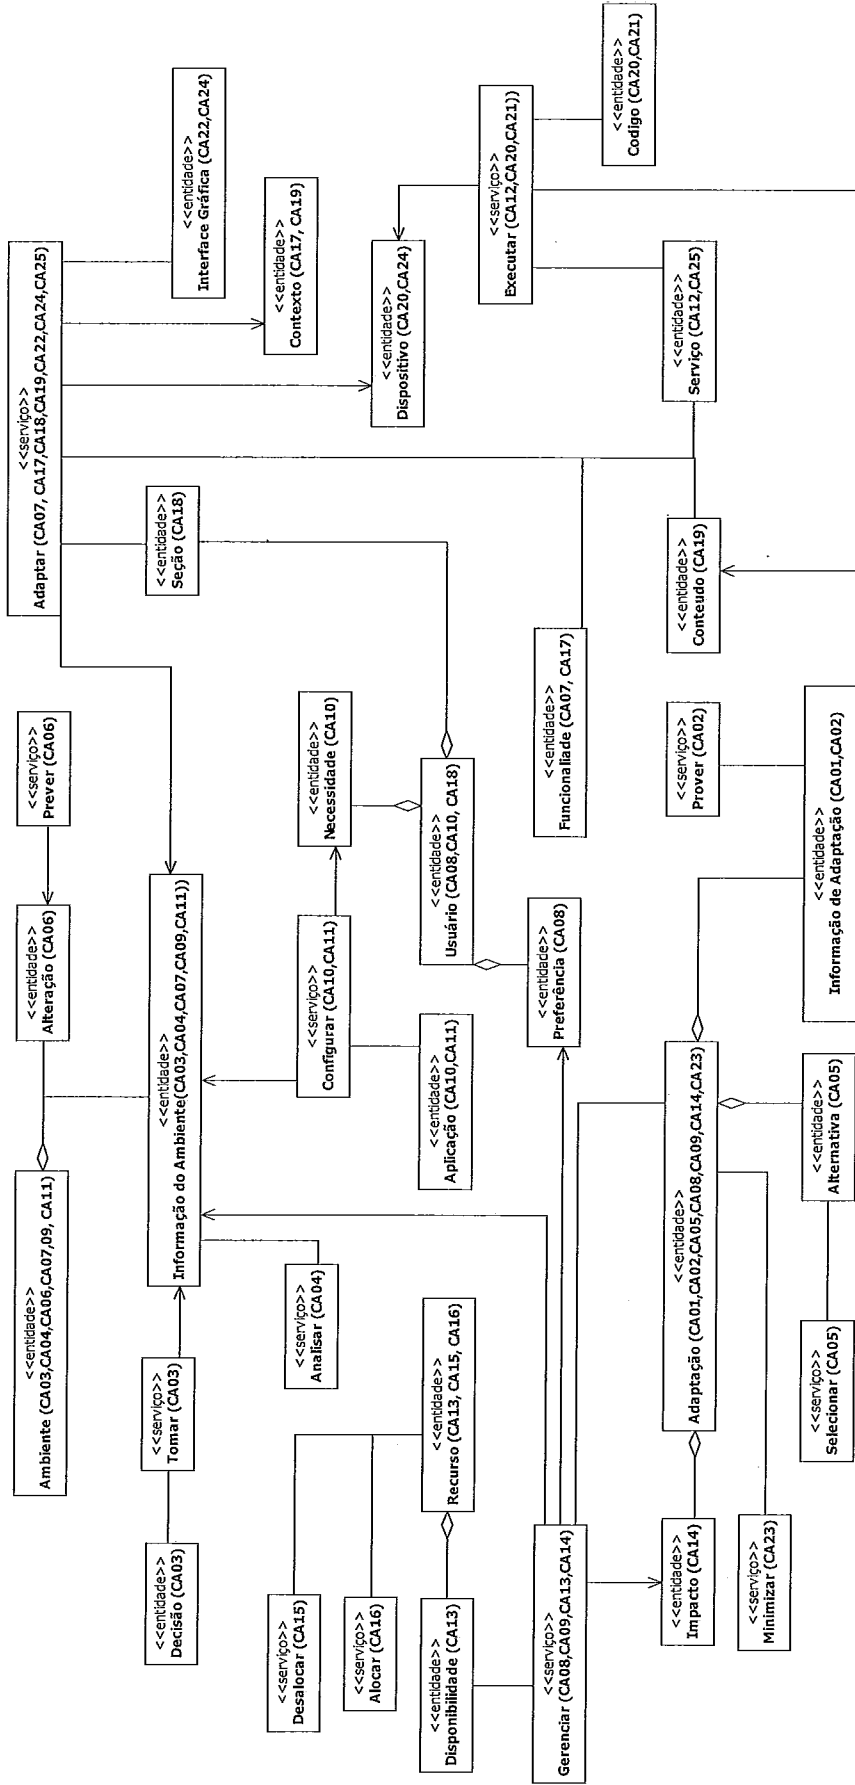 <<entidade>>
Ambiente (CA03,CA04,CA06,CA07,09, CA11)
<<entidade>>
Alteração (CA06)
<<serviço>>
Prever (CA06)
<<serviço>>
Adaptar (CA07, CA17,CA18,CA19,CA22,CA24,CA25)
<<entidade>>
Decisão (CA03)
<<serviço>>
Tomar (CA03)
<<entidade>>
Informação do Ambiente(CA03,CA04,CA07,CA09,CA11))
<<entidade>>
Seção (CA18)
<<entidade>>
Interface Gráfica (CA22,CA24)
<<serviço>>
Desalocar (CA15)
<<serviço>>
Analisar (CA04)
<<serviço>>
Configurar (CA10,CA11)
<<entidade>>
Necessidade (CA10)
<<entidade>>
Contexto (CA17, CA19)
<<serviço>>
Alocar (CA16)
<<entidade>>
Dispositivo (CA20,CA24)
<<entidade>>
Disponibilidade (CA13)
<<entidade>>
Recurso (CA13, CA15, CA16)
<<entidade>>
Aplicação (CA10,CA11)
<<entidade>>
Usuário (CA08,CA10, CA18)
<<serviço>>
Executar (CA12,CA20,CA21))
<<serviço>>
Gerenciar (CA08,CA09,CA13,CA14)
<<entidade>>
Preferência (CA08)
<<entidade>>
Funcionaliade (CA07, CA17)
<<entidade>>
Codigo (CA20,CA21)
<<entidade>>
Impacto (CA14)
<<entidade>>
Adaptação (CA01,CA02,CA05,CA08,CA09,CA14,CA23)
<<serviço>>
Prover (CA02)
<<entidade>>
Conteudo (CA19)
<<entidade>>
Serviço (CA12,CA25)
<<serviço>>
Minimizar (CA23)
<<serviço>>
Selecionar (CA05)
<<entidade>>
Alternativa (CA05)
<<entidade>>
Informação de Adaptação (CA01,CA02)